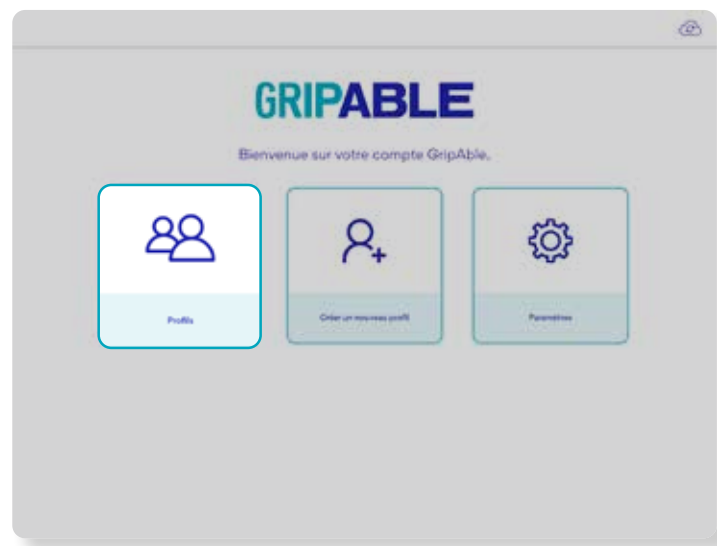 GRIPABLE
Bienvenue sur votre compte GripAble.
Profils
Créer un nouveau profil
Paramètres